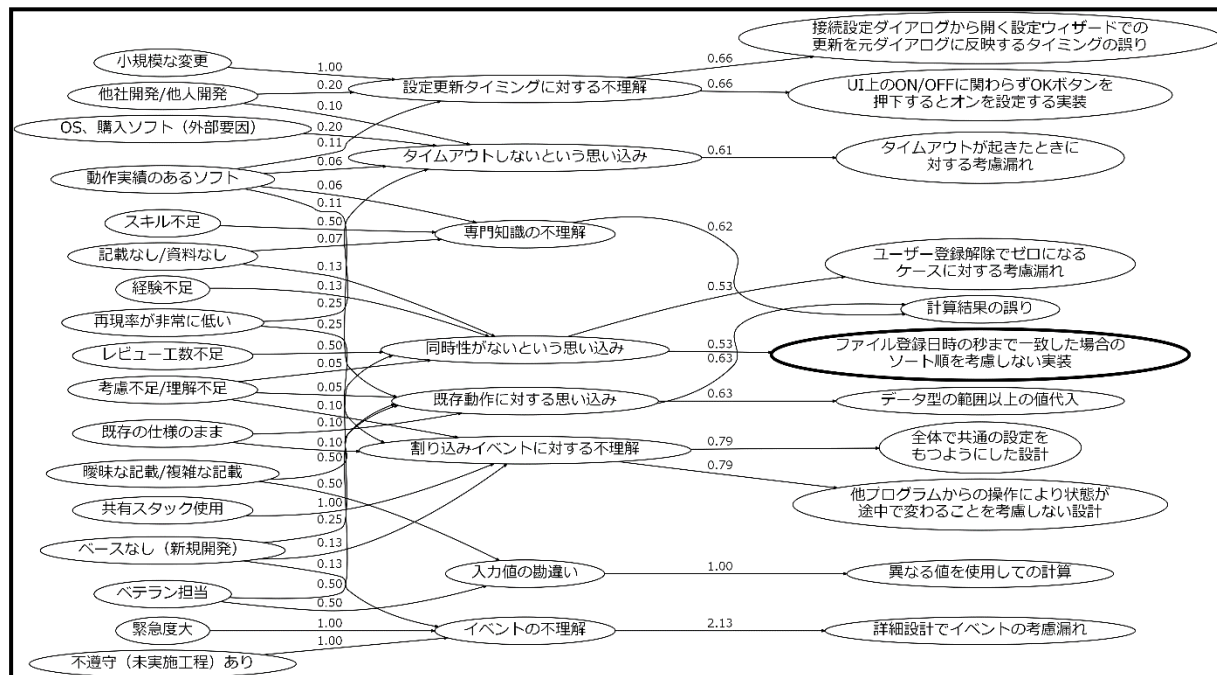 小規模な変更
他社開発/他人開発
OS、購入ソフト（外部要因）
動作実績のあるソフト
スキル不足
記載なし/資料なし
経験不足
再現率が非常に低い
レビュー工数不足
考慮不足/理解不足
既存の仕様のまま
曖昧な記載/複雑な記載
共有スタック使用
ベースなし（新規開発）
ベテラン担当
緊急度大
不遵守（未実施工程）あり
1.00
0.20
0.10
0.20
0.11
0.06
0.06
0.11
0.50
0.07
0.13
0.13
0.25
0.25
0.50
0.05
0.05
0.10
0.10
0.50
0.50
1.00
0.25
0.13
0.13
0.50
0.50
1.00
1.00
設定更新タイミングに対する不理解
タイムアウトしないという思い込み
専門知識の不理解
同時性がないという思い込み
既存動作に対する思い込み
割り込みイベントに対する不理解
入力値の勘違い
イベントの不理解
0.66
0.66
0.61
0.62
0.53
0.53
0.63
0.63
0.79
0.79
1.00
2.13
接続設定ダイアログから開く設定ウィザードでの
更新を元ダイアログに反映するタイミングの誤り
UI上のON/OFFに関わらずOKボタンを
押下するとオンを設定する実装
タイムアウトが起きたときに
対する考慮漏れ
ユーザー登録解除でゼロになる
ケースに対する考慮漏れ
計算結果の誤り
ファイル登録日時の秒まで一致した場合の
ソート順を考慮しない実装
データ型の範囲以上の値代入
全体で共通の設定を
もつようにした設計
他プログラムからの操作により状態が
途中で変わることを考慮しない設計
異なる値を使用しての計算
詳細設計でイベントの考慮漏れ